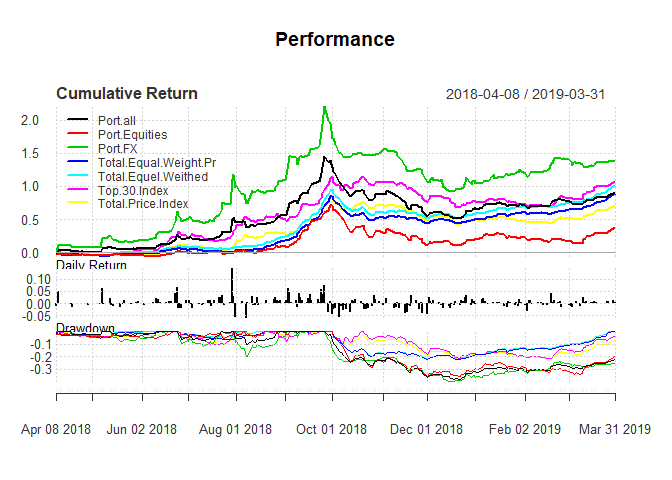 Performance
Cumulative Return 2018-04-08 / 2019-03-31
2.0
1.5
1.0
0.5
0.0
Port.all
Port.Equities
Port.FX
Total.Equal.Weight.Pr
Total.Equel.Weithed
Top.30.Index
Total.Price.Index
Daily Return
0.10
0.05
0.00
-0.05
Drawdown
-0.1
-0.2
-0.3
Apr 08 2018 Jun 02 2018 Aug 01 2018 Oct 01 2018 Dec 01 2018 Feb 02 2019 Mar 31 2019